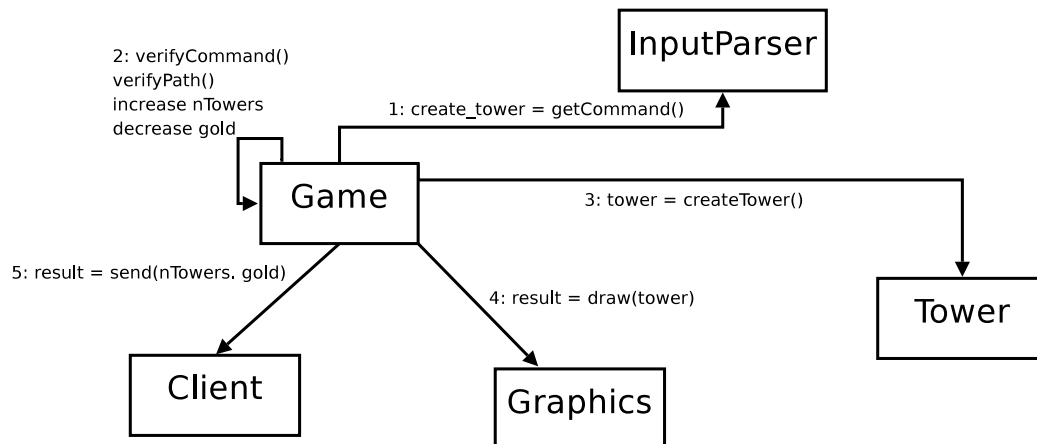 InputParser
2: verifyCommand()
verifyPath()
increase nTowers
decrease gold
1: create_tower = getCommand()
Game
3: tower = createTower()
5: result = send(nTowers. gold)
4: result = draw(tower)
Tower
Client
Graphics